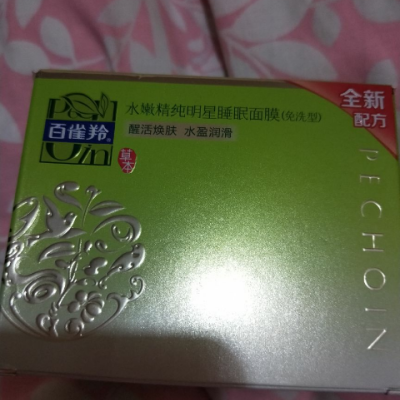 水嫩精纯明星睡眠面膜(免洗型)
醒活焕肤 水盈润滑
全新
配方
百雀羚
草本
PECHOIN